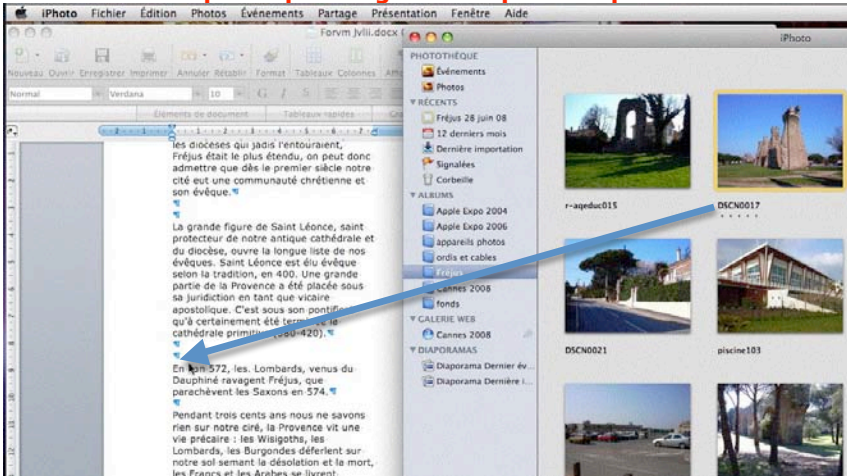 iPhoto Fichier Édition Photos Événements Partage Présentation Fenêtre Aide
Forvm Jvlii.docx (
iPhoto
Nouveau Ouvrir Enregistrer Imprimer Annuler Rétablir Format Tableaux Colonnes
Normal Verdana 10 G I S
Éléments de document Tableaux rapides
les diocèses qui jadis l'entouraient,
Fréjus était le plus étendu, on peut donc
admettre que dès le premier siècle notre
cité eut une communauté chrétienne et
son évêque.
La grande figure de Saint Léonce, saint
protecteur de notre antique cathédrale et
du diocèse, ouvre la longue liste de nos
évêques. Saint Léonce est élu évêque
selon la tradition, en 400. Une grande
partie de la Provence a été placée sous
sa juridiction en tant que vicaire
apostolique. C'est sous son pontificat
qu'a certainement été terminée la
cathédrale primitive (380-420).
En l'an 572, les. Lombards, venus du
Dauphiné ravagent Fréjus, que
parachèvent les Saxons en 574.
Pendant trois cents ans nous ne savons
rien sur notre ciré, la Provence vit une
vie précaire : les Wisigoths, les
Lombards, les Burgondes déferlent sur
notre sol semant la désolation et la mort,
les Francs et les Arabes se livrent
PHOTOTHÈQUE
Événements
Photos
RÉCENTS
Fréjus 28 juin 08
12 derniers mois
Dernière importation
Signalées
Corbeille
ALBUMS
Apple Expo 2004
Apple Expo 2006
appareils photos
ordis et cables
Fréjus
Cannes 2008
fonds
GALERIE WEB
Cannes 2008
DIAPORAMAS
Diaporama Dernier év...
Diaporama Dernière i...
r-aqeduc015
DSCN0017
DSCN0021
piscine103